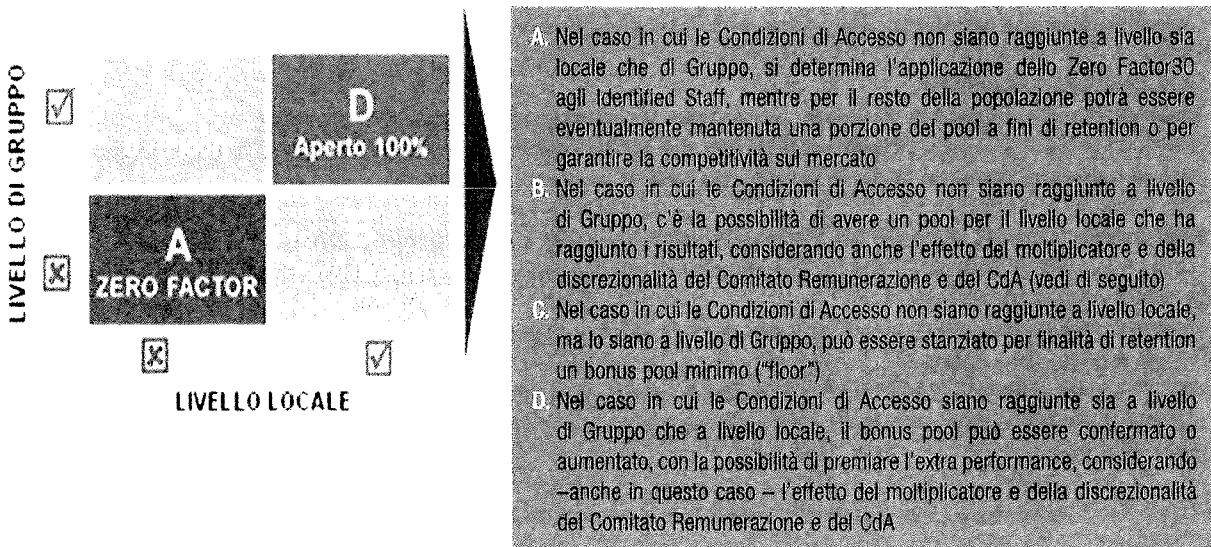 LIVELLO DI GRUPPO
D
Aperto 100%
A
ZERO FACTOR
LIVELLO LOCALE
A. Nel caso in cui le Condizioni di Accesso non siano raggiunte a livello sia
locale che di Gruppo, si determina l'applicazione dello Zero Factor30
agli Identified Staff, mentre per il resto della popolazione potrà essere
eventualmente mantenuta una porzione del pool a fini di retention o per
garantire la competitività sul mercato
B. Nel caso in cui le Condizioni di Accesso non siano raggiunte a livello
di Gruppo, c'è la possibilità di avere un pool per il livello locale che ha
raggiunto i risultati, considerando anche l'effetto del moltiplicatore e della
discrezionalità del Comitato Remunerazione e del CdA (vedi di seguito)
C. Nel caso in cui le Condizioni di Accesso non siano raggiunte a livello locale,
ma lo siano a livello di Gruppo, può essere stanziato per finalità di retention
un bonus pool minimo ("floor")
D. Nel caso in cui le Condizioni di Accesso siano raggiunte sia a livello
di Gruppo che a livello locale, il bonus pool può essere confermato o
aumentato, con la possibilità di premiare l'extra performance, considerando
–anche in questo caso – l'effetto del moltiplicatore e della discrezionalità
del Comitato Remunerazione e del CdA